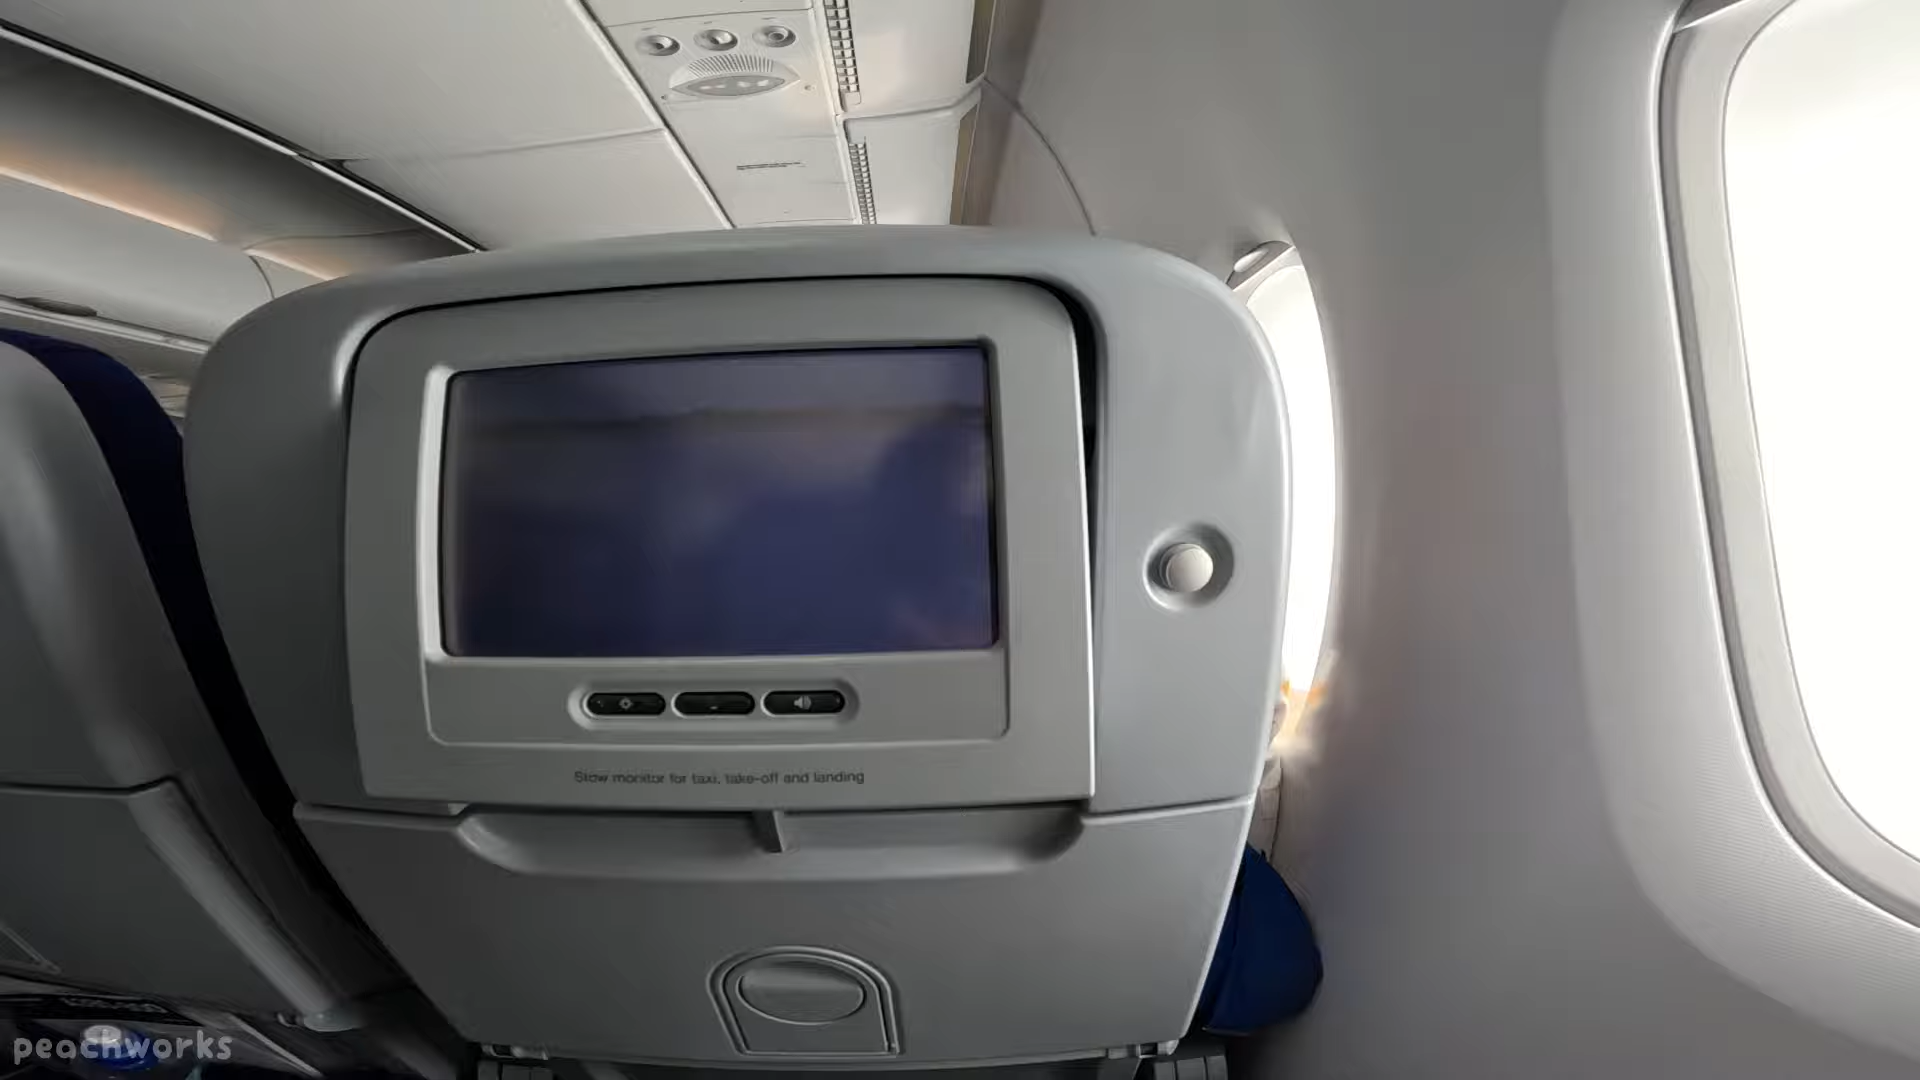 Stow monitor for taxi, take-off and landing
peachworks